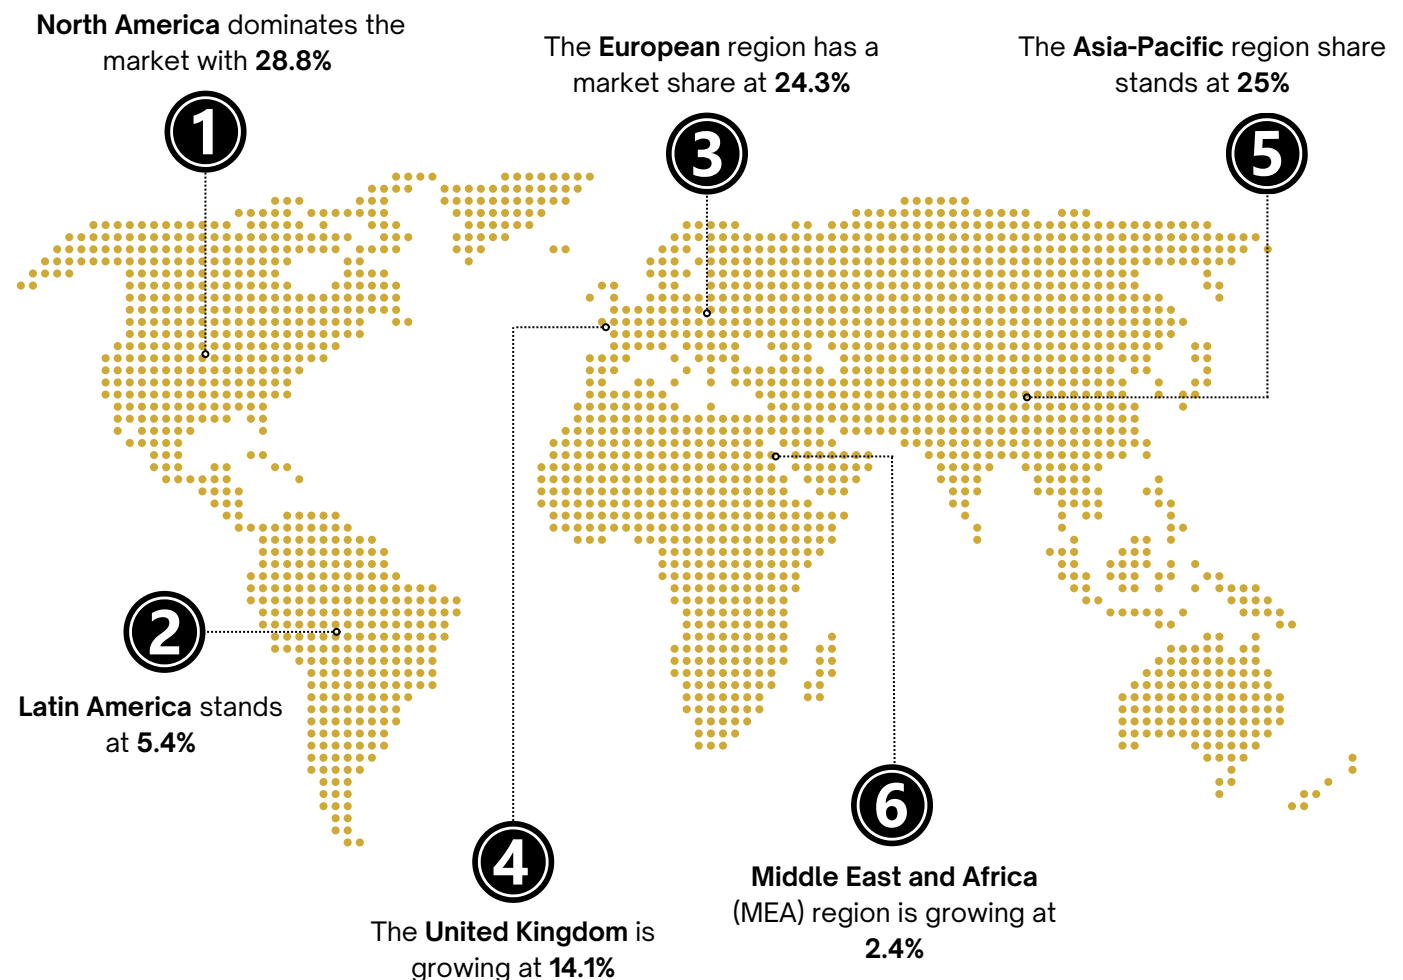 North America dominates the
market with 28.8%
1
The European region has a
market share at 24.3%
3
The Asia-Pacific region share
stands at 25%
5
2
Latin America stands
at 5.4%
4
The United Kingdom is
growing at 14.1%
6
Middle East and Africa
(MEA) region is growing at
2.4%